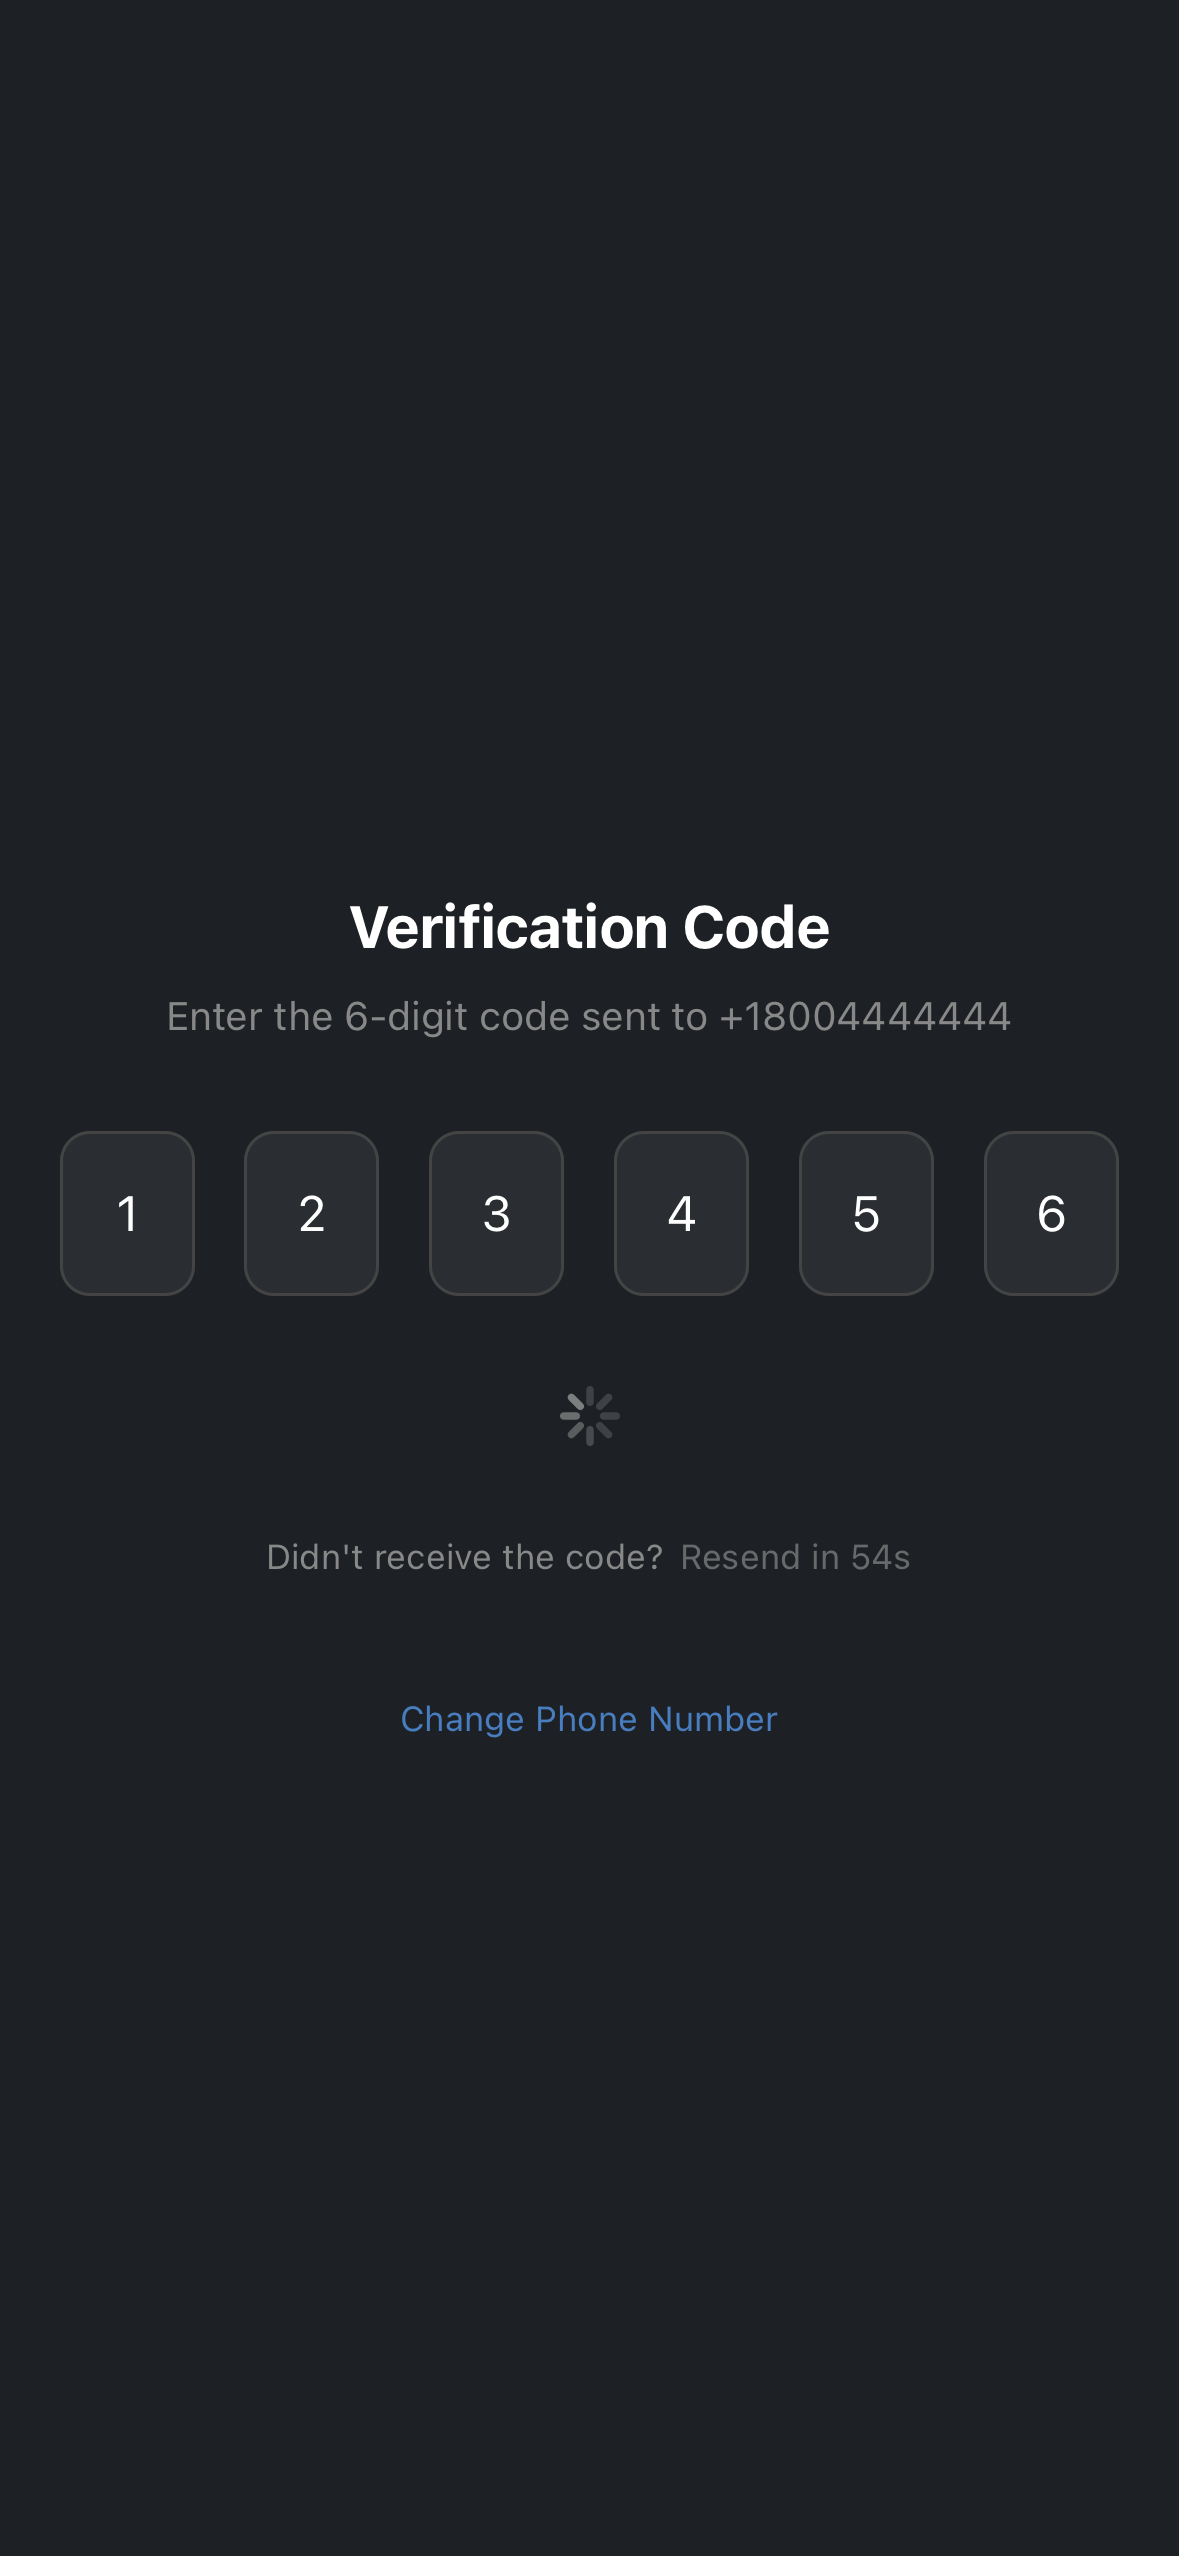 Verification Code
Enter the 6-digit code sent to +18004444444
1 2 3 4 5 6
Didn't receive the code? Resend in 54s
Change Phone Number